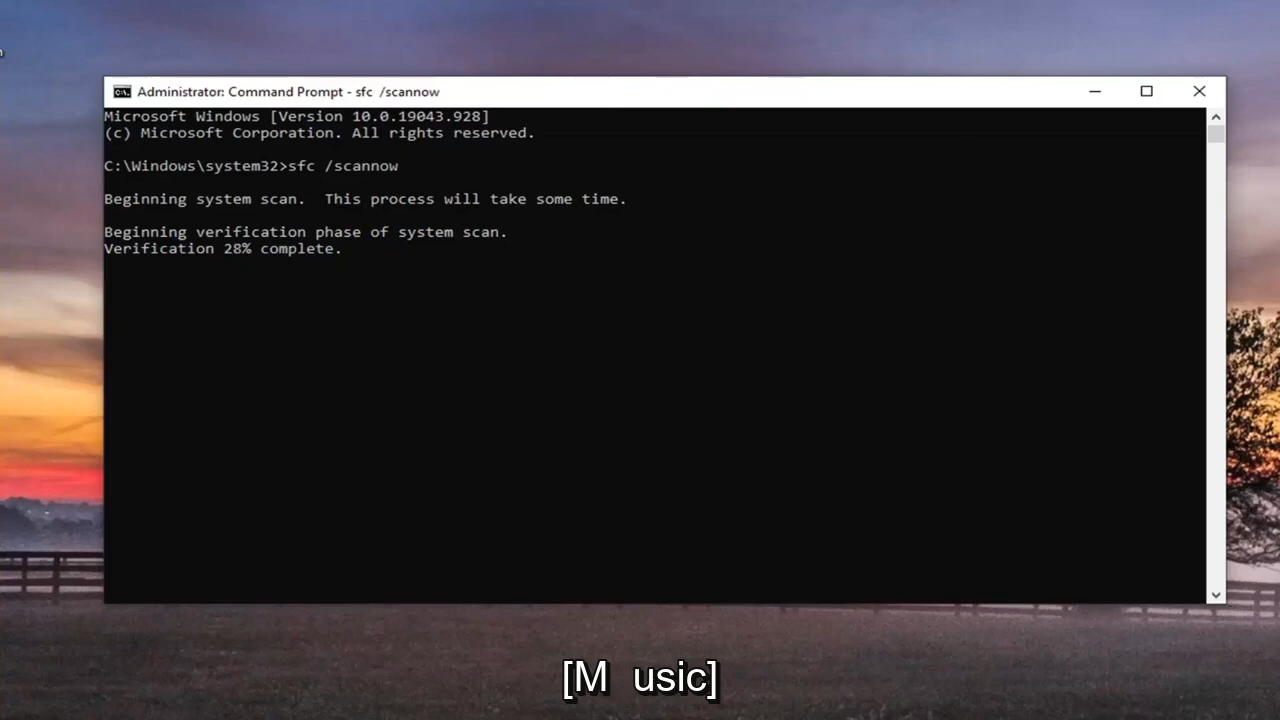 Administrator: Command Prompt - sfc /scannow
Microsoft Windows [Version 10.0.19043.928]
(c) Microsoft Corporation. All rights reserved.
C:\Windows\system32>sfc /scannow
Beginning system scan.  This process will take some time.
Beginning verification phase of system scan.
Verification 28% complete.
[M  usic]